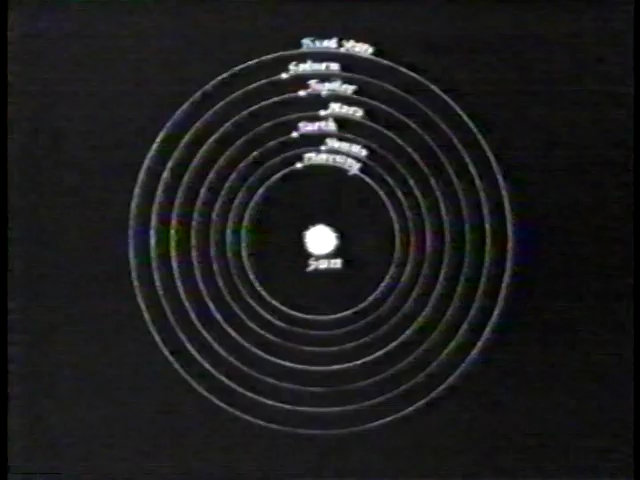 Fixed Stars
Saturn
Jupiter
Mars
Earth
Venus
Mercury
Sun